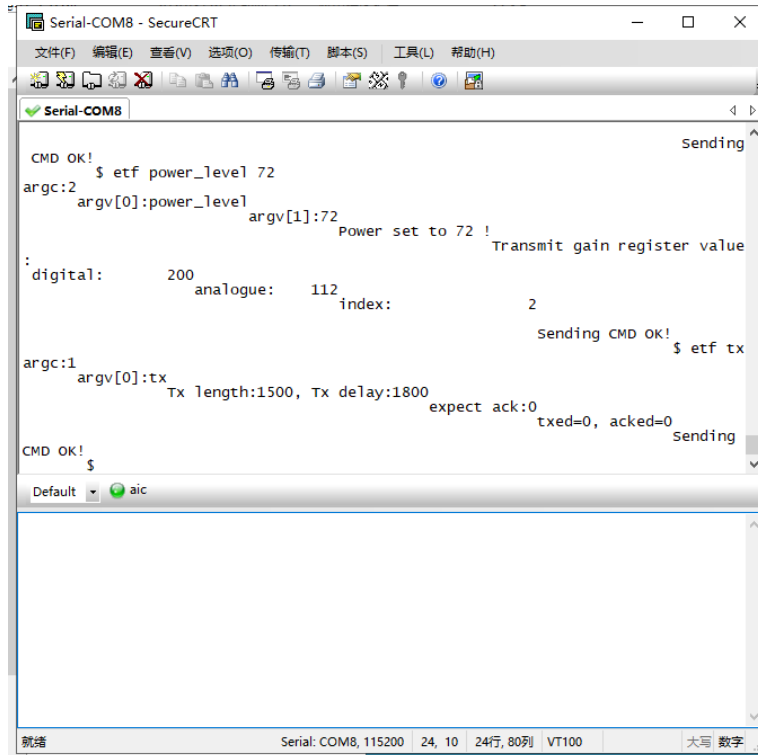 Serial-COM8 - SecureCRT
文件(F) 编辑(E) 查看(V) 选项(O) 传输(T) 脚本(S) 工具(L) 帮助(H)
Serial-COM8
Sending
CMD OK!
$ etf power_level 72
argc:2
argv[0]:power_level
argv[1]:72
Power set to 72 !
Transmit gain register value
:
digital: 200
analogue: 112
index: 2
Sending CMD OK!
$ etf tx
argc:1
argv[0]:tx
Tx length:1500, Tx delay:1800
expect ack:0
txed=0, acked=0
Sending
CMD OK!
$
Default aic
就绪 Serial: COM8, 115200 24, 10 24行, 80列 VT100 大写 数字